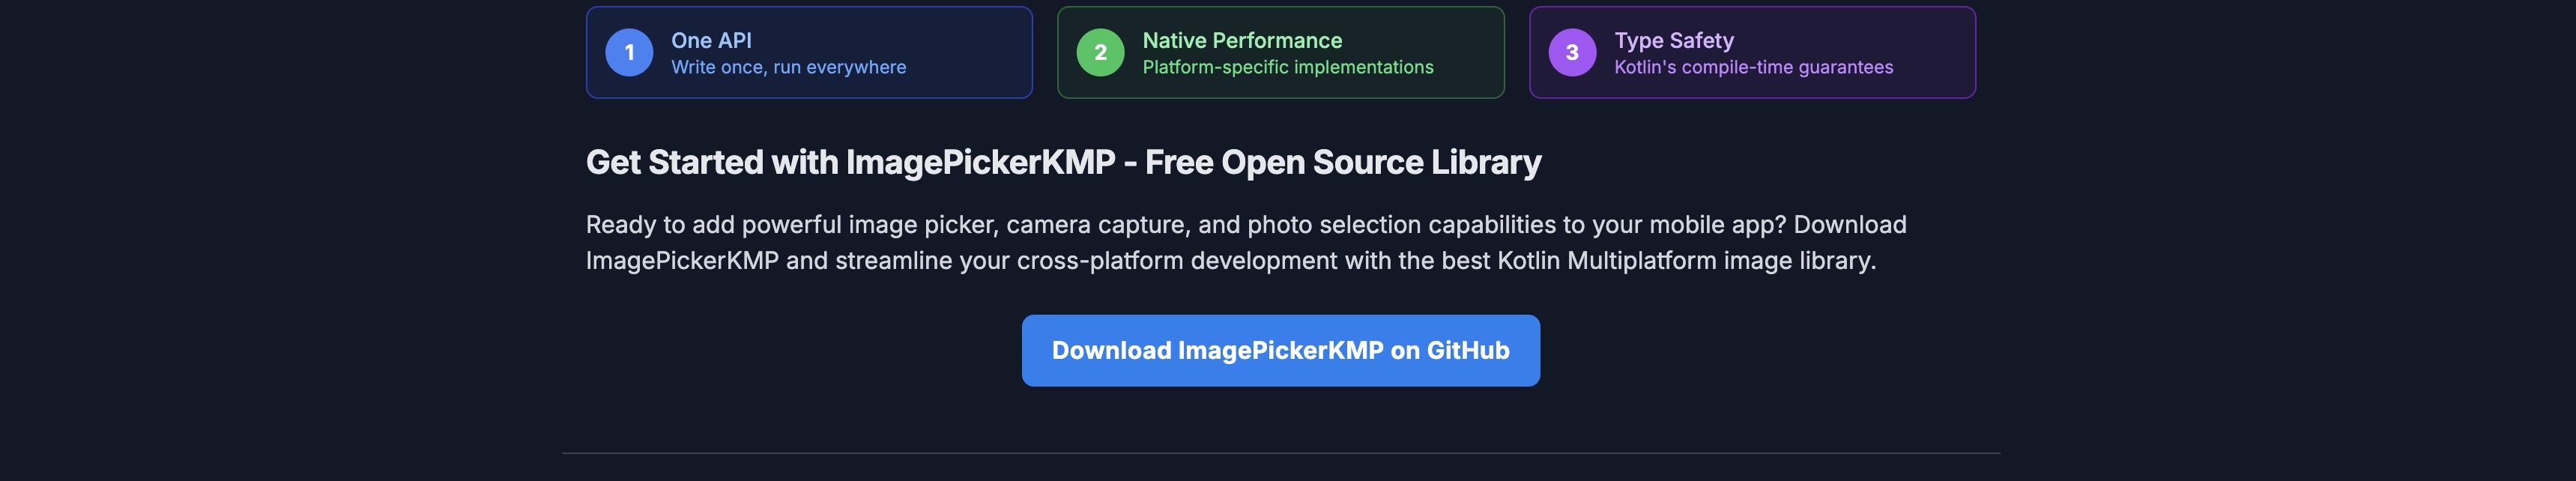 1
One API
Write once, run everywhere
2
Native Performance
Platform-specific implementations
3
Type Safety
Kotlin's compile-time guarantees
Get Started with ImagePickerKMP - Free Open Source Library
Ready to add powerful image picker, camera capture, and photo selection capabilities to your mobile app? Download
ImagePickerKMP and streamline your cross-platform development with the best Kotlin Multiplatform image library.
Download ImagePickerKMP on GitHub